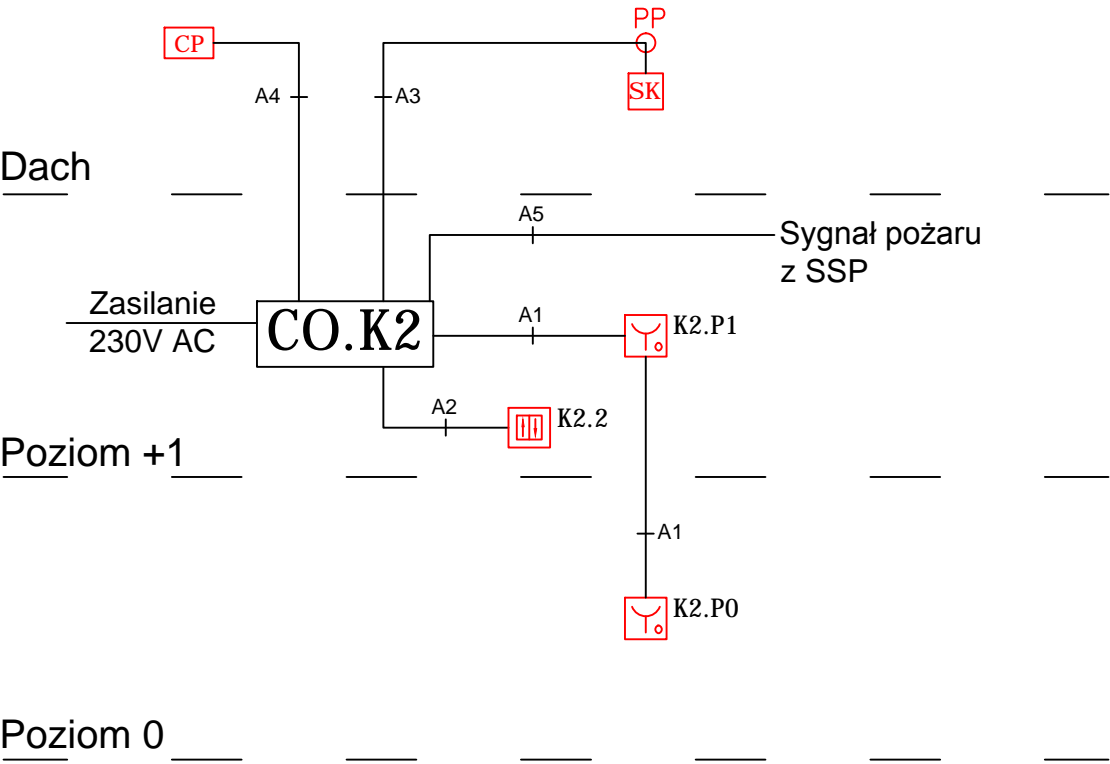 PP
CP
SK
A4
A3
Dach
A5
Sygnał pożaru
z SSP
Zasilanie
230V AC
CO.K2
A1
K2.P1
A2
K2.2
Poziom +1
A1
K2.P0
Poziom 0